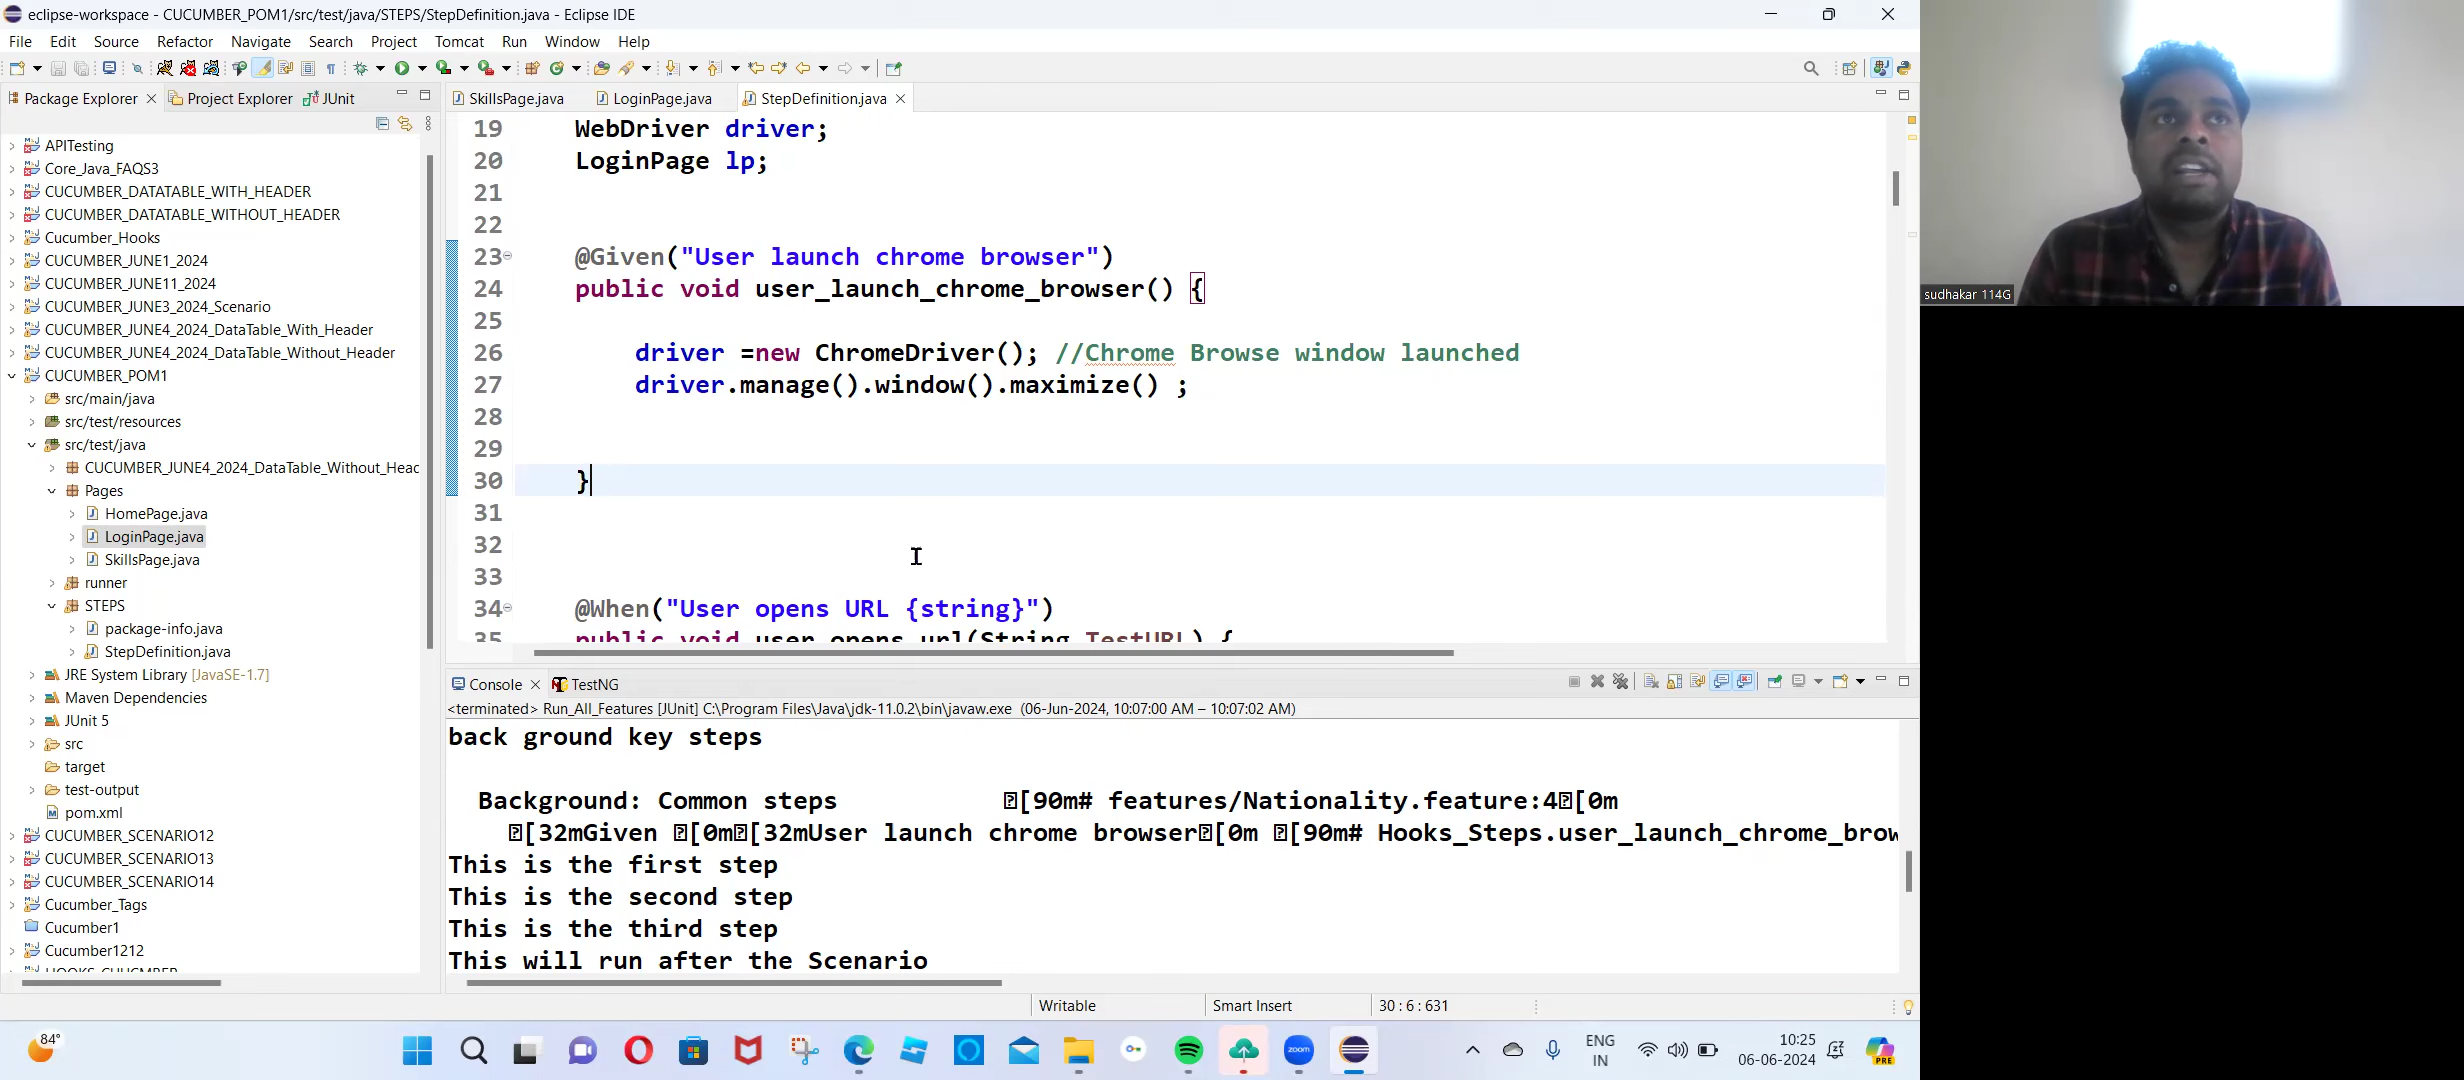 eclipse-workspace - CUCUMBER_POM1/src/test/java/STEPS/StepDefinition.java - Eclipse IDE
File Edit Source Refactor Navigate Search Project Tomcat Run Window Help
Package Explorer Project Explorer JUnit
SkillsPage.java LoginPage.java StepDefinition.java
APITesting
Core_Java_FAQS3
CUCUMBER_DATATABLE_WITH_HEADER
CUCUMBER_DATATABLE_WITHOUT_HEADER
Cucumber_Hooks
CUCUMBER_JUNE1_2024
CUCUMBER_JUNE11_2024
CUCUMBER_JUNE3_2024_Scenario
CUCUMBER_JUNE4_2024_DataTable_With_Header
CUCUMBER_JUNE4_2024_DataTable_Without_Header
CUCUMBER_POM1
src/main/java
src/test/resources
src/test/java
CUCUMBER_JUNE4_2024_DataTable_Without_Heac
Pages
HomePage.java
LoginPage.java
SkillsPage.java
runner
STEPS
package-info.java
StepDefinition.java
JRE System Library [JavaSE-1.7]
Maven Dependencies
JUnit 5
src
target
test-output
pom.xml
CUCUMBER_SCENARIO12
CUCUMBER_SCENARIO13
CUCUMBER_SCENARIO14
Cucumber_Tags
Cucumber1
Cucumber1212
19 WebDriver driver;
20 LoginPage lp;
21
22
23 @Given("User launch chrome browser")
24 public void user_launch_chrome_browser() {
25
26 driver =new ChromeDriver(); //Chrome Browse window launched
27 driver.manage().window().maximize() ;
28
29
30 }
31
32
33
34 @When("User opens URL {string}")
35 public void user opens url(String TestURL) {
Console TestNG
<terminated> Run_All_Features [JUnit] C:\Program Files\Java\jdk-11.0.2\bin\javaw.exe (06-Jun-2024, 10:07:00 AM – 10:07:02 AM)
back ground key steps
Background: Common steps [90m# features/Nationality.feature:4[0m
[32mGiven [0m[32mUser launch chrome browser[0m [90m# Hooks_Steps.user_launch_chrome_brow
This is the first step
This is the second step
This is the third step
This will run after the Scenario
Writable Smart Insert 30 : 6 : 631
84°
zoom
ENG
IN
10:25
06-06-2024
PRE
sudhakar 114G